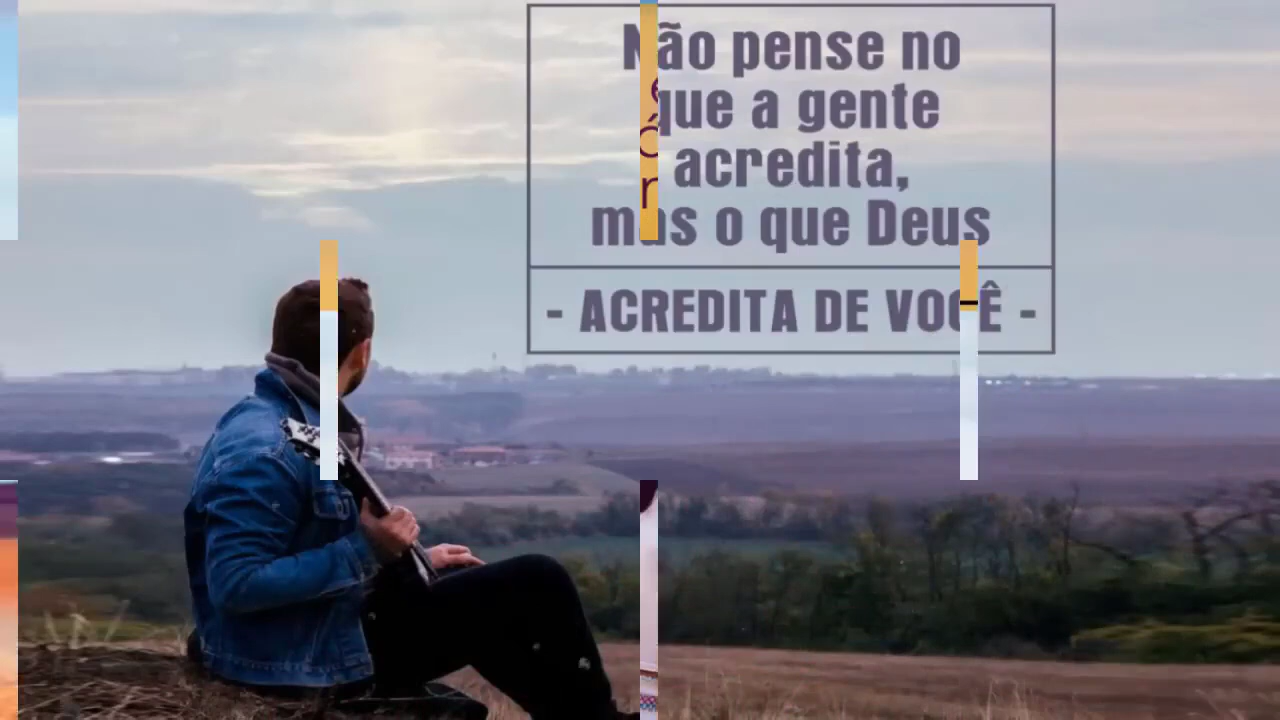 Não pense no
que a gente
acredita,
mas o que Deus
- ACREDITA DE VOCÊ -